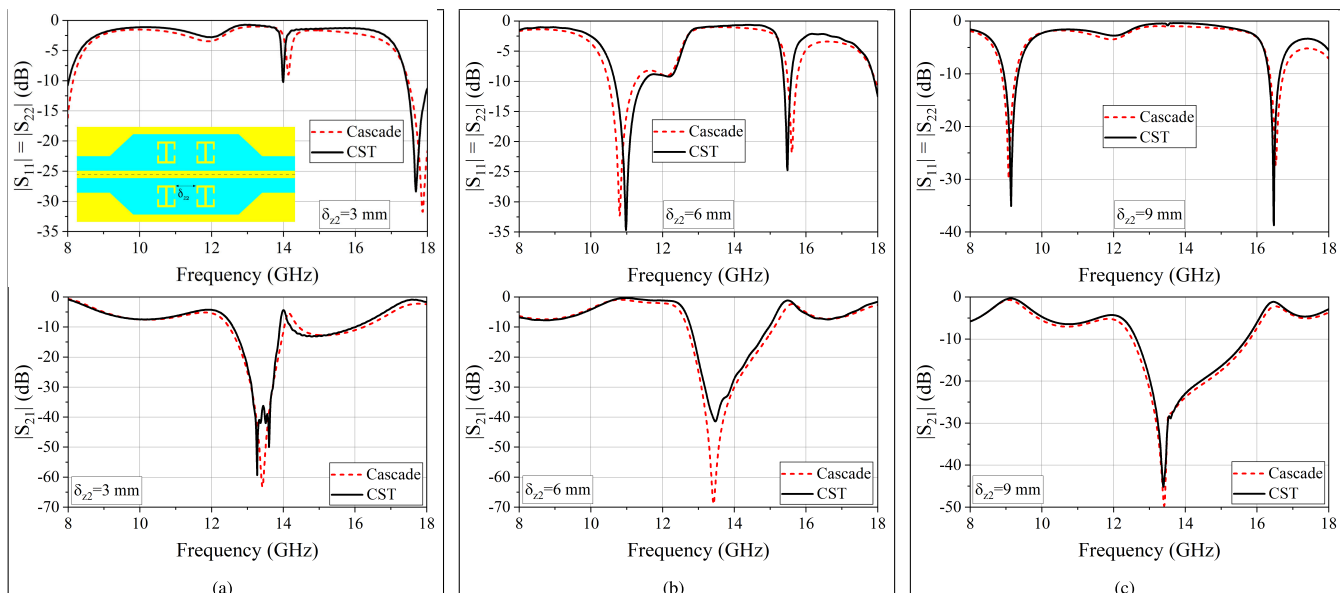 0
-5
-10
-15
-20
-25
-30
-35
|S11| = |S22| (dB)
Cascade
CST
δz2
δz2=3 mm
8 10 12 14 16 18
Frequency (GHz)
0
-5
-10
-15
-20
-25
-30
-35
|S11| = |S22| (dB)
Cascade
CST
δz2=6 mm
8 10 12 14 16 18
Frequency (GHz)
0
-10
-20
-30
-40
|S11| = |S22| (dB)
Cascade
CST
δz2=9 mm
8 10 12 14 16 18
Frequency (GHz)
0
-10
-20
-30
-40
-50
-60
-70
|S21| (dB)
δz2=3 mm
Cascade
CST
8 10 12 14 16 18
Frequency (GHz)
(a)
0
-10
-20
-30
-40
-50
-60
-70
|S21| (dB)
δz2=6 mm
Cascade
CST
8 10 12 14 16 18
Frequency (GHz)
(b)
0
-10
-20
-30
-40
-50
|S21| (dB)
δz2=9 mm
Cascade
CST
8 10 12 14 16 18
Frequency (GHz)
(c)